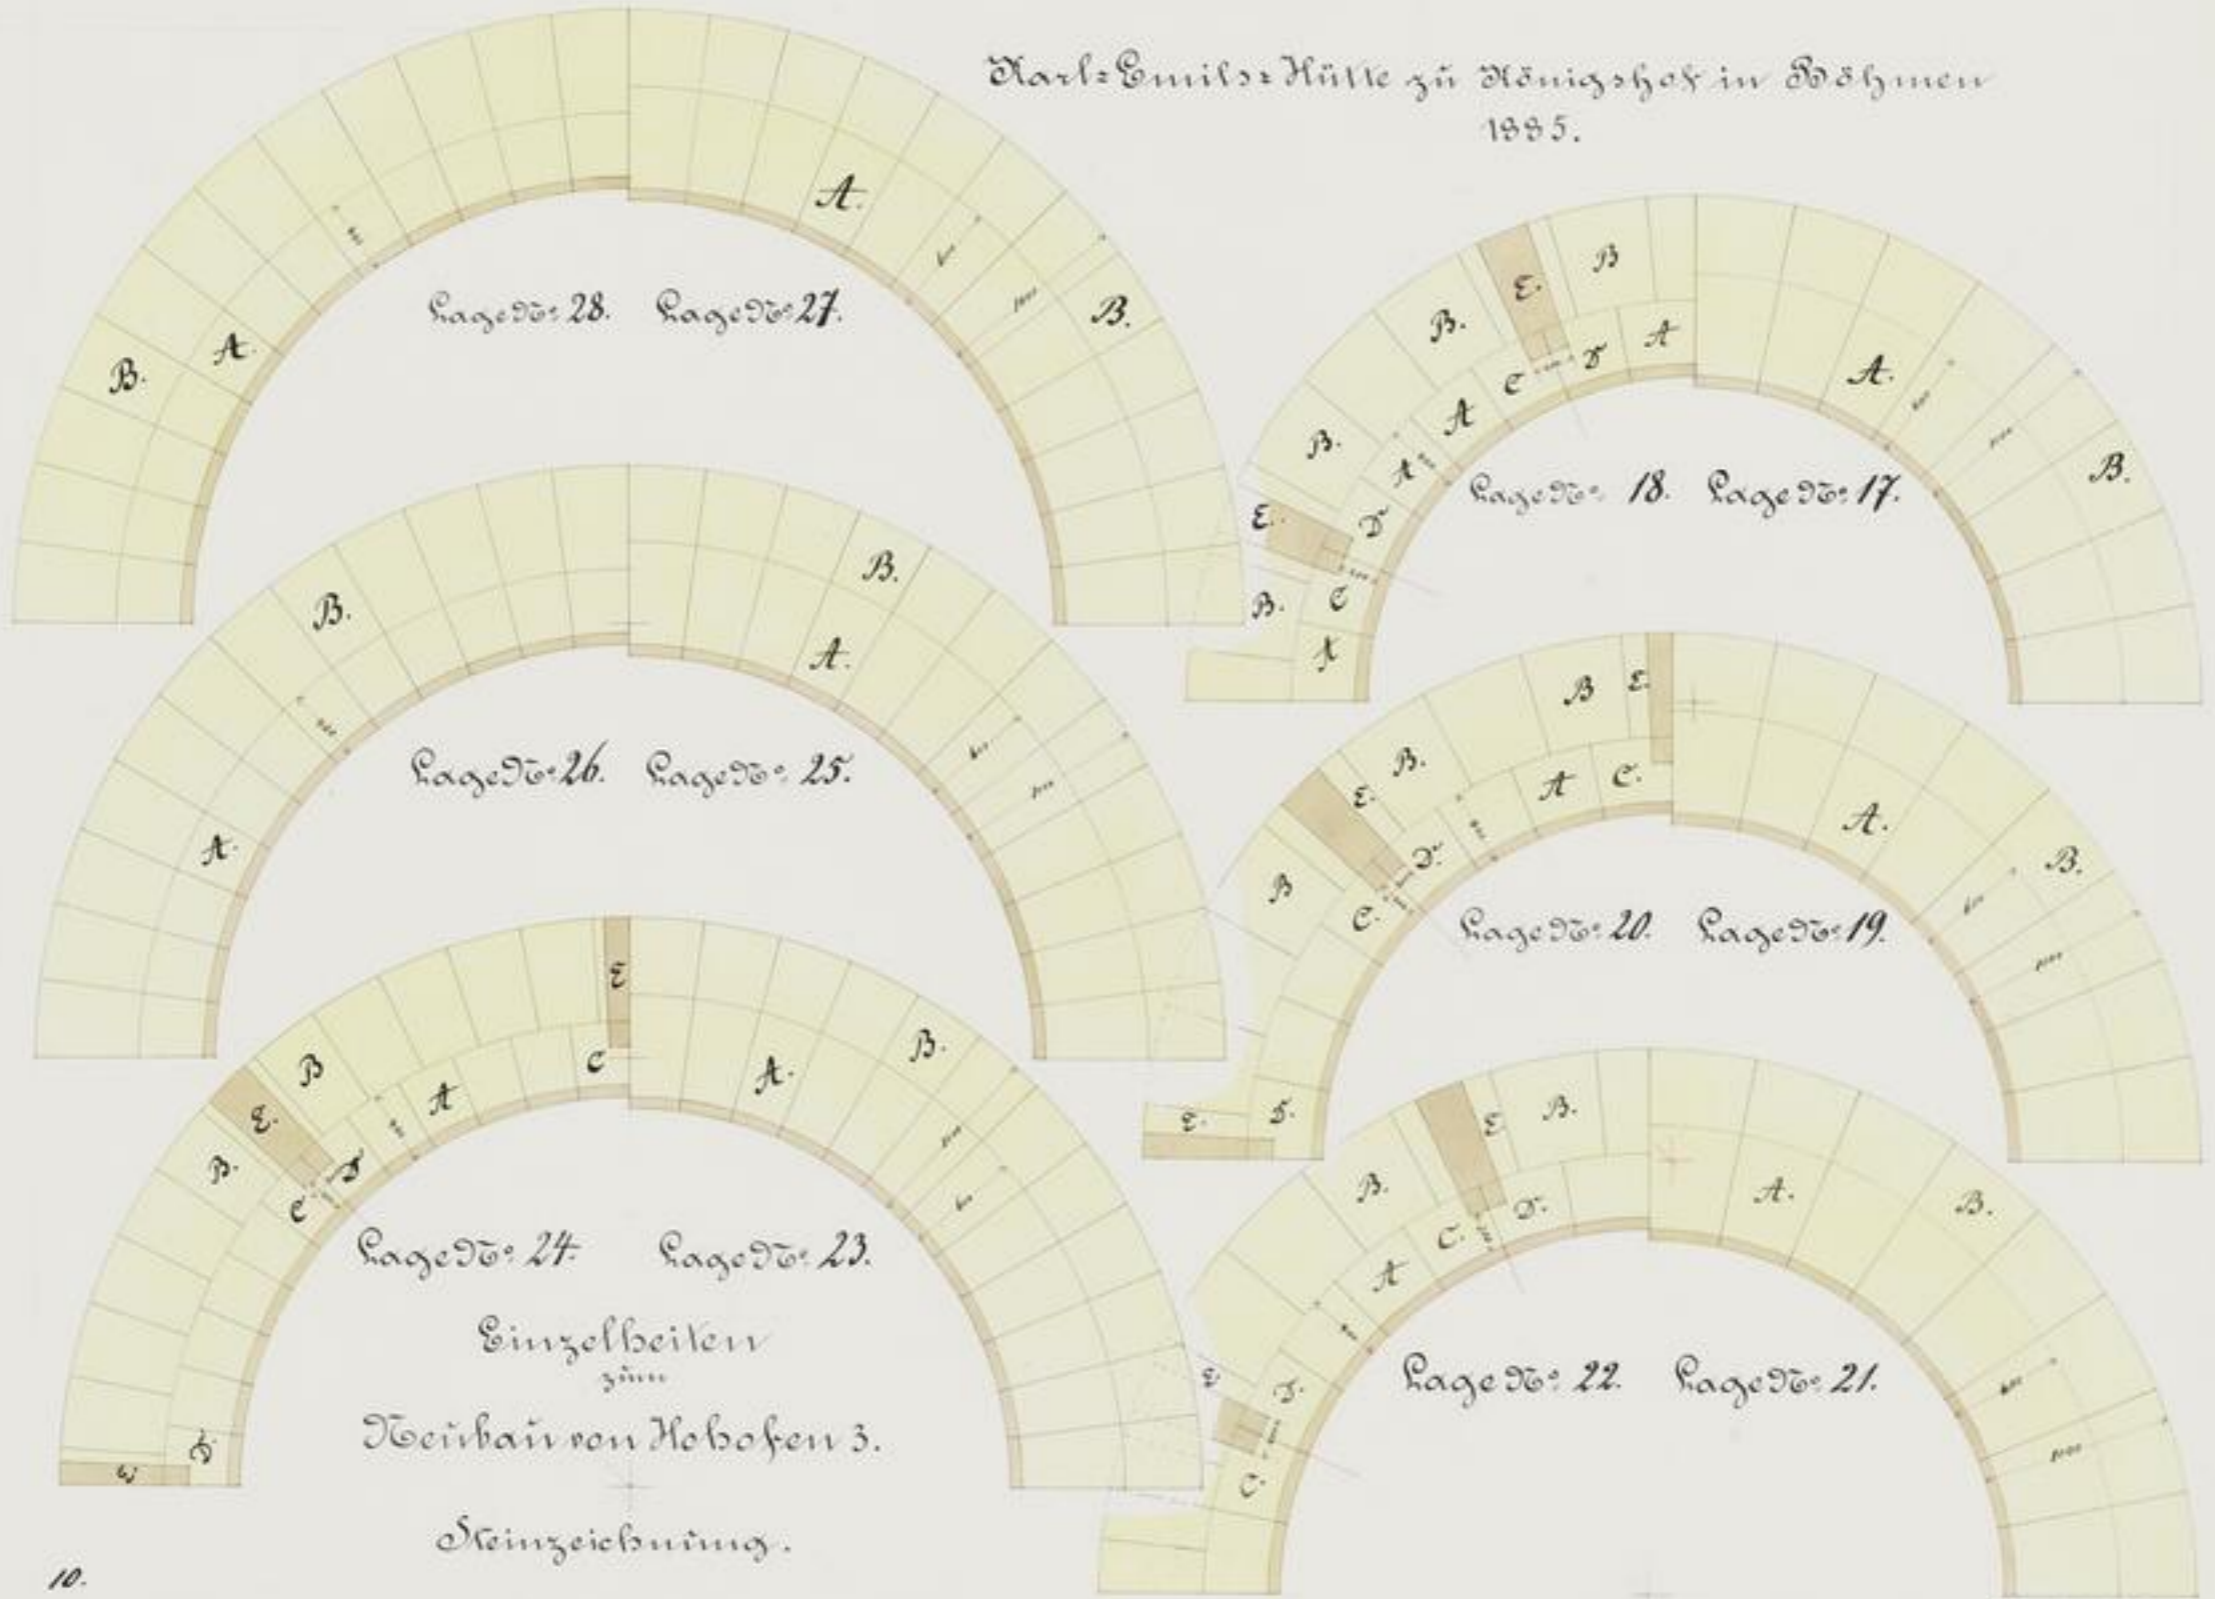 Karl=Emils=Hütte zu Königshof in Böhmen
1885.
A.
B.
B. A.
Lage No: 28. Lage No: 27.
B.
A.
B.
A.
Lage No: 26. Lage No: 25.
E
B
E.
B.
A
C
D
C
A.
B.
D.
E
Lage No: 24. Lage No: 23.
B
E.
B.
B.
E.
B.
A
D
C
A
A
D
C
A
A.
B.
Lage No: 18. Lage No: 17.
B E.
B.
E.
B
A C.
D.
C.
E. D.
A.
B.
Lage No: 20. Lage No: 19.
B.
E
B.
D.
C.
A
E
D.
C.
A.
B.
Lage No: 22. Lage No: 21.
Einzelheiten
zum
Neubau von Hohofen 3.
Steinzeichnung.
10.